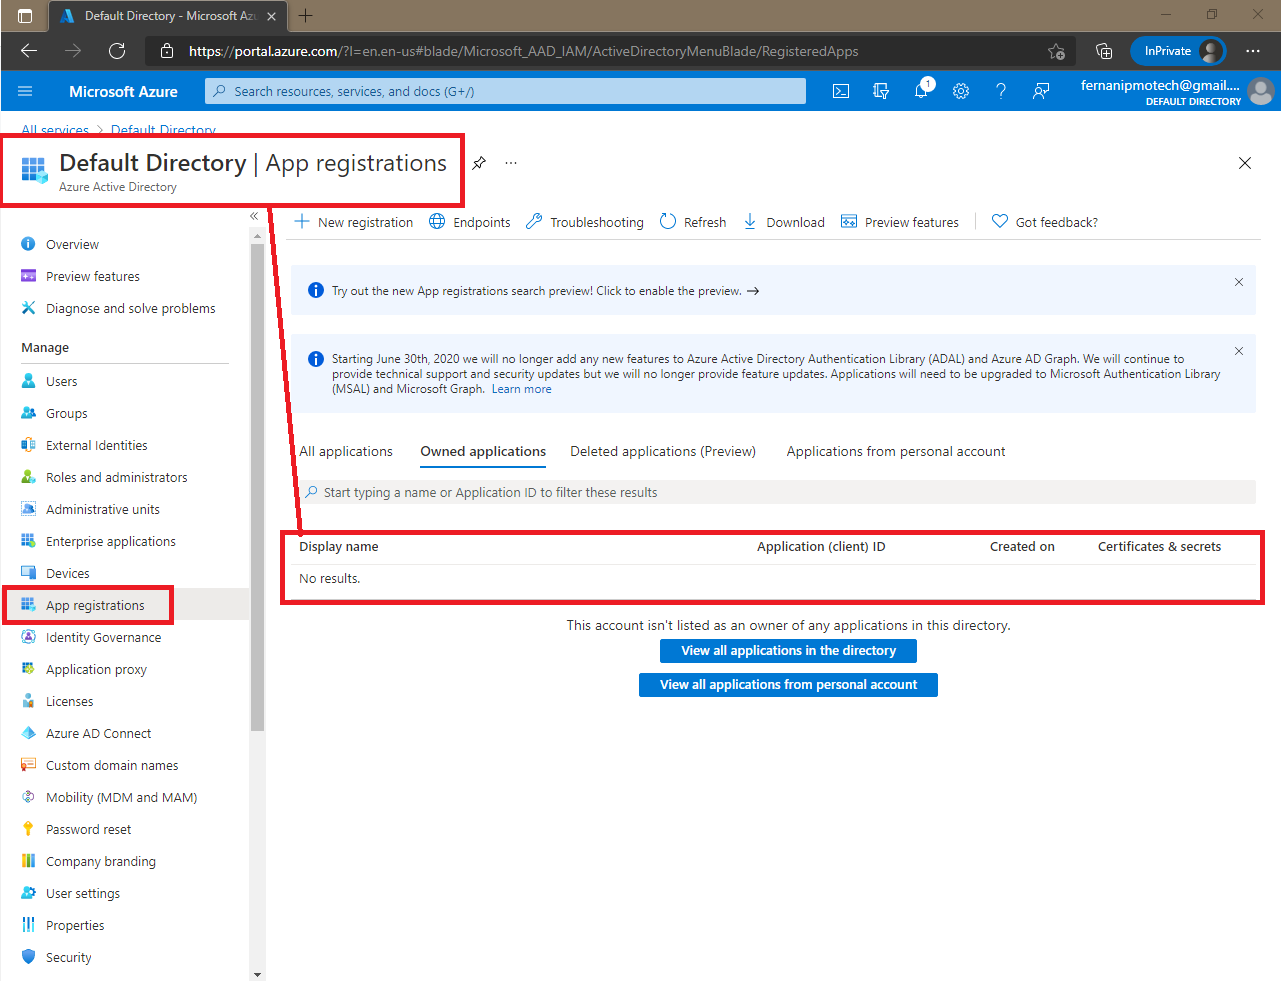 Default Directory - Microsoft Azu
https://portal.azure.com/?l=en.en-us#blade/Microsoft_AAD_IAM/ActiveDirectoryMenuBlade/RegisteredApps
InPrivate
Microsoft Azure
Search resources, services, and docs (G+/)
1
fernanipmotech@gmail....
DEFAULT DIRECTORY
All services > Default Directory
Default Directory | App registrations
Azure Active Directory
New registration
Endpoints
Troubleshooting
Refresh
Download
Preview features
Got feedback?
Overview
Preview features
Diagnose and solve problems
Manage
Users
Groups
External Identities
Roles and administrators
Administrative units
Enterprise applications
Devices
App registrations
Identity Governance
Application proxy
Licenses
Azure AD Connect
Custom domain names
Mobility (MDM and MAM)
Password reset
Company branding
User settings
Properties
Security
Try out the new App registrations search preview! Click to enable the preview. →
Starting June 30th, 2020 we will no longer add any new features to Azure Active Directory Authentication Library (ADAL) and Azure AD Graph. We will continue to
provide technical support and security updates but we will no longer provide feature updates. Applications will need to be upgraded to Microsoft Authentication Library
(MSAL) and Microsoft Graph. Learn more
All applications
Owned applications
Deleted applications (Preview)
Applications from personal account
Start typing a name or Application ID to filter these results
Display name
Application (client) ID
Created on
Certificates & secrets
No results.
This account isn't listed as an owner of any applications in this directory.
View all applications in the directory
View all applications from personal account